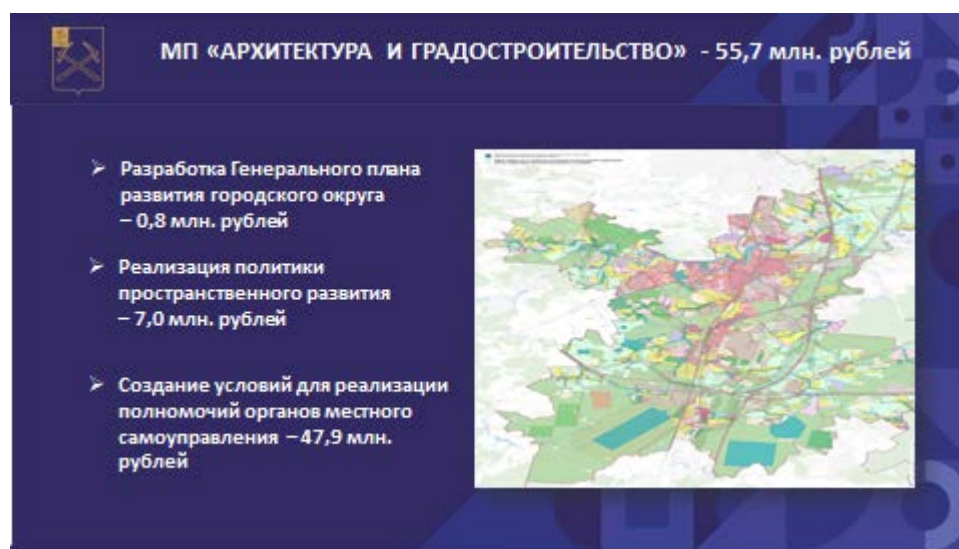 МП «АРХИТЕКТУРА И ГРАДОСТРОИТЕЛЬСТВО» - 55,7 млн. рублей
➢ Разработка Генерального плана
развития городского округа
– 0,8 млн. рублей
➢ Реализация политики
пространственного развития
– 7,0 млн. рублей
➢ Создание условий для реализации
полномочий органов местного
самоуправления – 47,9 млн.
рублей